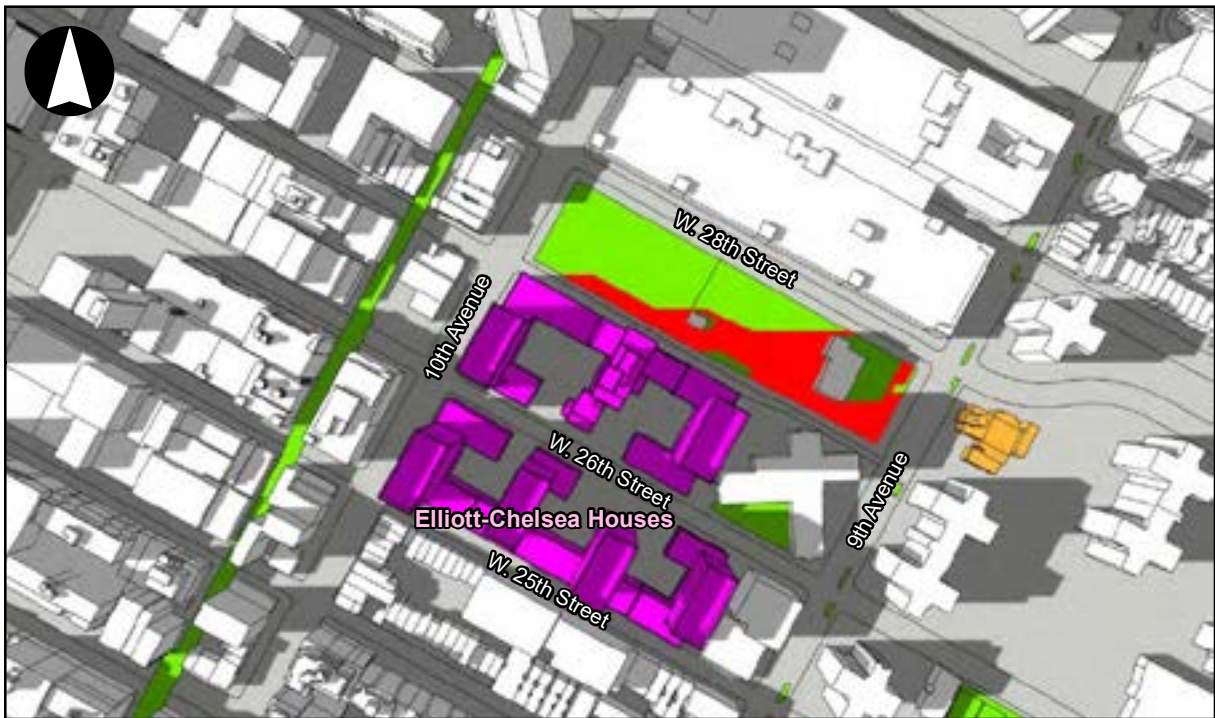 W. 28th Street
10th Avenue
W. 26th Street
9th Avenue
Elliott-Chelsea Houses
W. 25th Street